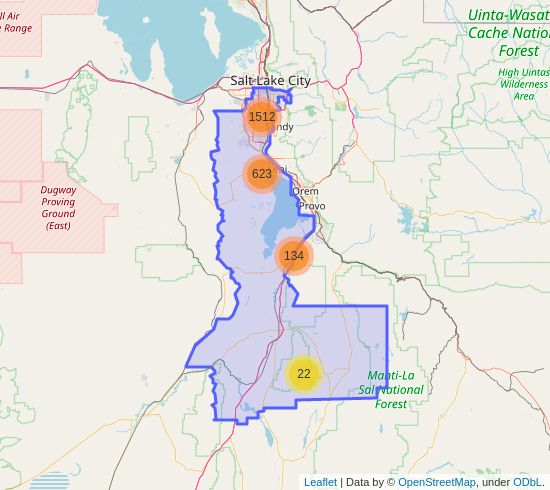 ll Air
e Range
Uinta-Wasat
Cache Nation
Forest
High Uintas
Wilderness
Area
Salt Lake City
1512
ndy
623
Orem
Provo
Dugway
Proving
Ground
(East)
134
22
Manti-La
Sal National
Forest
Leaflet | Data by © OpenStreetMap, under ODbL.